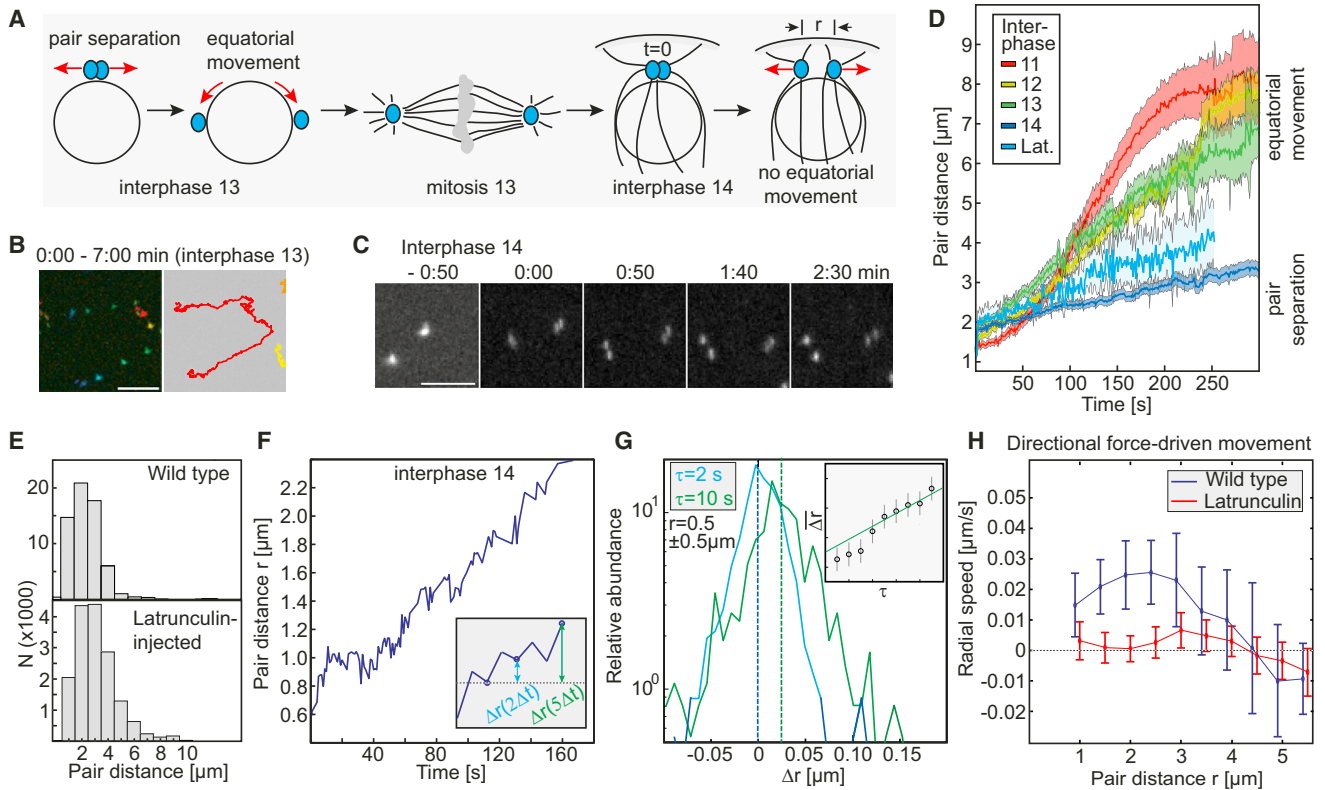 A
pair separation
equatorial
movement
interphase 13
mitosis 13
t=0
interphase 14
r
no equatorial
movement
B
0:00 - 7:00 min (interphase 13)
C
Interphase 14
- 0:50
0:00
0:50
1:40
2:30 min
D
Inter-
phase
11
12
13
14
Lat.
Pair distance [µm]
9
8
7
6
5
4
3
2
1
50
100
150
200
250
Time [s]
equatorial
movement
pair
separation
E
Wild type
20
10
Latrunculin-
injected
N (x1000)
4
3
2
1
0
2 4 6 8 10
Pair distance [µm]
F
interphase 14
Pair distance r [µm]
2.2
2.0
1.8
1.6
1.4
1.2
1.0
0.8
0.6
Δr(2Δt)
Δr(5Δt)
40
80
120
160
Time [s]
G
τ=2 s
τ=10 s
r=0.5
±0.5µm
Δr
τ
Relative abundance
10¹
10⁰
-0.05
0
0.05
0.10
0.15
Δr [µm]
H
Directional force-driven movement
Wild type
Latrunculin
Radial speed [µm/s]
0.05
0.04
0.03
0.02
0.01
0
-0.01
-0.02
1
2
3
4
5
Pair distance r [µm]